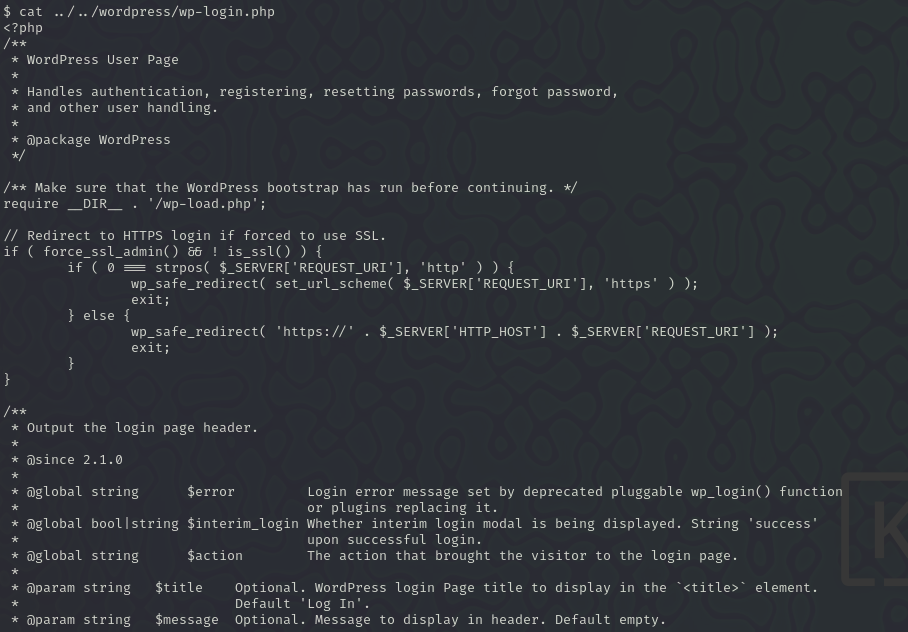 $ cat ../../wordpress/wp-login.php
<?php
/**
 * WordPress User Page
 *
 * Handles authentication, registering, resetting passwords, forgot password,
 * and other user handling.
 *
 * @package WordPress
 */

/** Make sure that the WordPress bootstrap has run before continuing. */
require __DIR__ . '/wp-load.php';

// Redirect to HTTPS login if forced to use SSL.
if ( force_ssl_admin() && ! is_ssl() ) {
        if ( 0 === strpos( $_SERVER['REQUEST_URI'], 'http' ) ) {
                wp_safe_redirect( set_url_scheme( $_SERVER['REQUEST_URI'], 'https' ) );
                exit;
        } else {
                wp_safe_redirect( 'https://' . $_SERVER['HTTP_HOST'] . $_SERVER['REQUEST_URI'] );
                exit;
        }
}

/**
 * Output the login page header.
 *
 * @since 2.1.0
 *
 * @global string      $error         Login error message set by deprecated pluggable wp_login() function
 *                                    or plugins replacing it.
 * @global bool|string $interim_login Whether interim login modal is being displayed. String 'success'
 *                                    upon successful login.
 * @global string      $action        The action that brought the visitor to the login page.
 *
 * @param string   $title    Optional. WordPress login Page title to display in the `<title>` element.
 *                           Default 'Log In'.
 * @param string   $message  Optional. Message to display in header. Default empty.
K